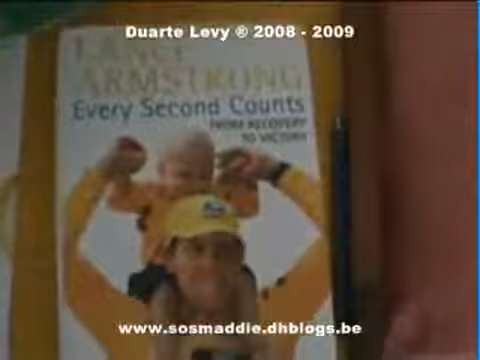 Duarte Levy ® 2008 - 2009
LANCE
ARMSTRONG
Every Second Counts
FROM RECOVERY
TO VICTORY
www.sosmaddie.dhblogs.be